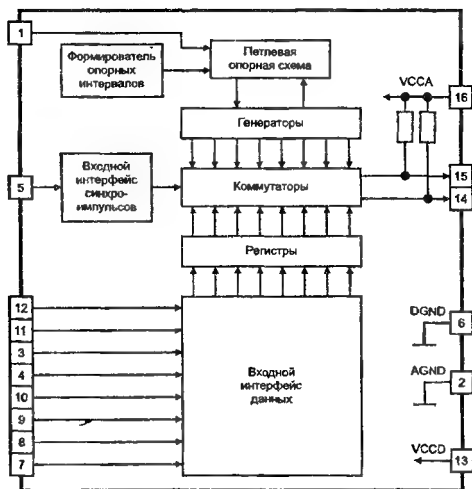 1
Формирователь
опорных
интервалов
Петлевая
опорная схема
VCCA
16
Генераторы
5
Входной
интерфейс
синхро-
импульсов
Коммутаторы
15
14
Регистры
12
11
3
4
10
9
8
7
Входной
интерфейс
данных
DGND
6
AGND
2
VCCD
13